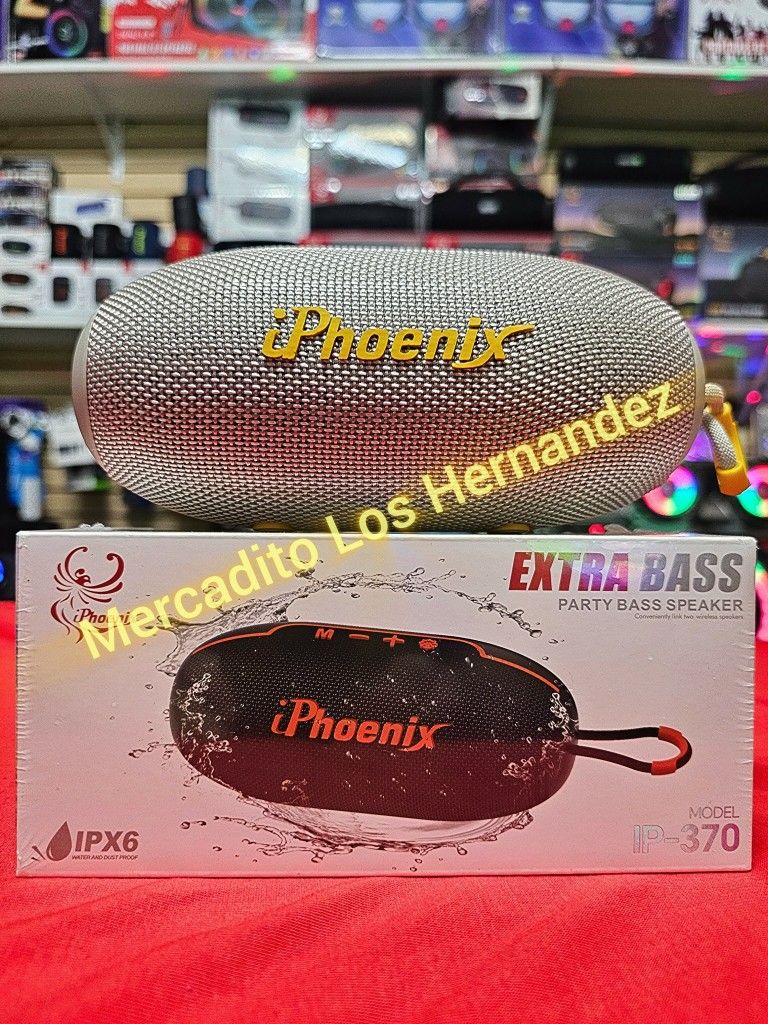 iPhoenix
Mercadito Los Hernandez
iPhoenix
EXTRA BASS
PARTY BASS SPEAKER
Conveniently link two wireless speakers
M − +
iPhoenix
IPX6
WATER AND DUST PROOF
MODEL
IP-370